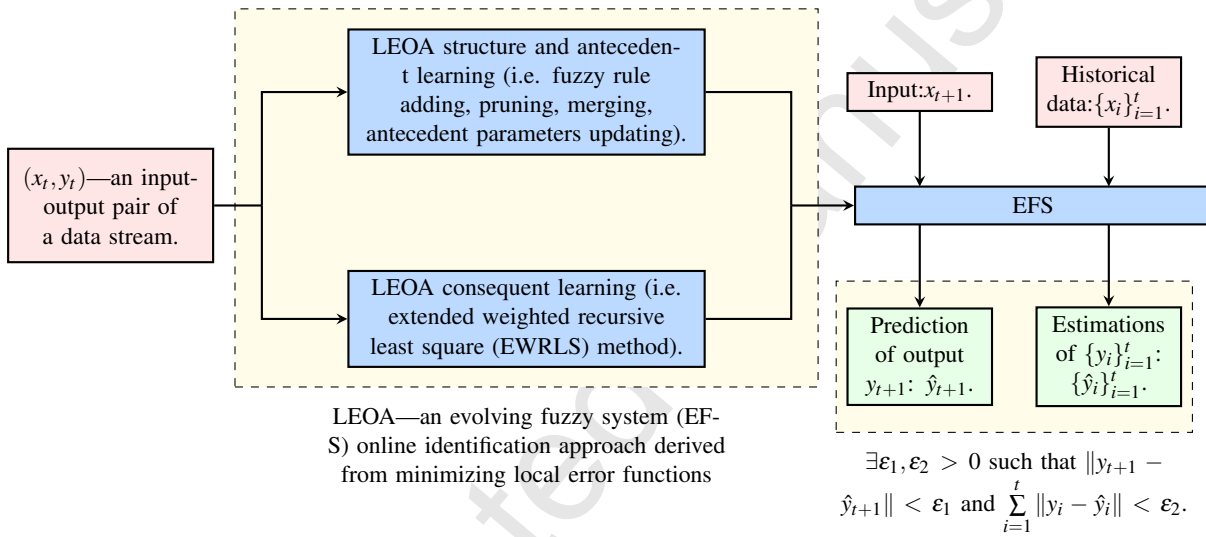 LEOA structure and anteceden-
t learning (i.e. fuzzy rule
adding, pruning, merging,
antecedent parameters updating).
Input:x_{t+1}.
Historical
data:{x_i}_{i=1}^t.
(x_t, y_t)—an input-
output pair of
a data stream.
EFS
LEOA consequent learning (i.e.
extended weighted recursive
least square (EWRLS) method).
Prediction
of output
y_{t+1}: ŷ_{t+1}.
Estimations
of {y_i}_{i=1}^t:
{ŷ_i}_{i=1}^t.
LEOA—an evolving fuzzy system (EF-
S) online identification approach derived
from minimizing local error functions
∃ε_1, ε_2 > 0 such that ‖y_{t+1} −
ŷ_{t+1}‖ < ε_1 and ∑_{i=1}^t ‖y_i − ŷ_i‖ < ε_2.